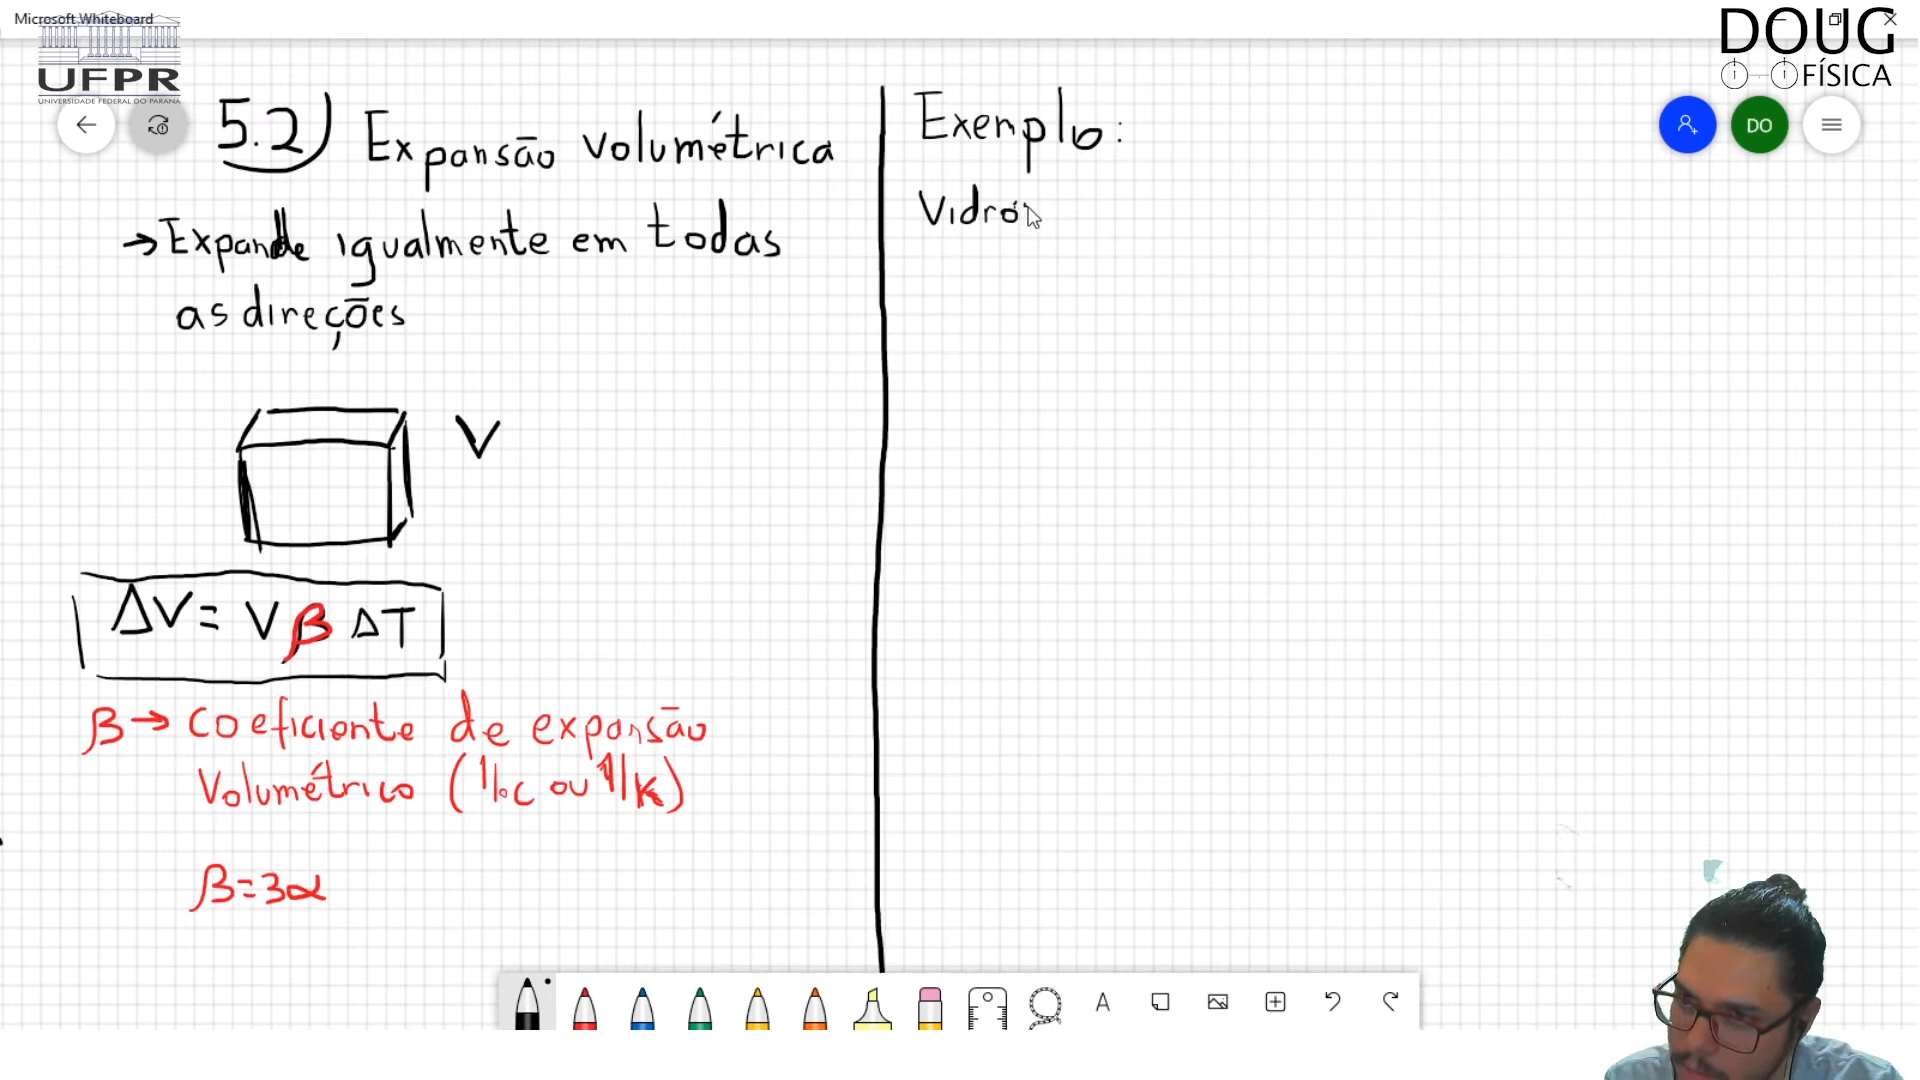 Microsoft Whiteboard
UFPR
UNIVERSIDADE FEDERAL DO PARANÁ
DOUG
FÍSICA
DO
5.2) Expansão Volumétrica
→ Expande igualmente em todas
as direções
V
ΔV = V β ΔT
β → Coeficiente de expansão
Volumétrico (1/°C ou 1/K)
β = 3α
Exemplo:
Vidro
A